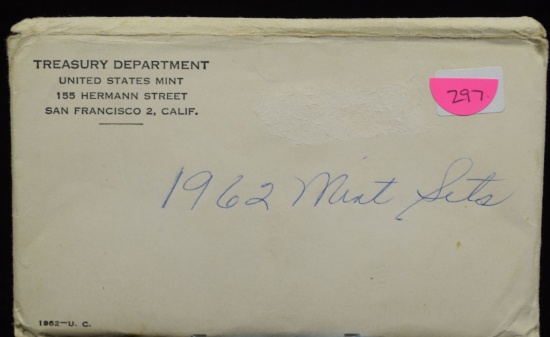 TREASURY DEPARTMENT
UNITED STATES MINT
155 HERMANN STREET
SAN FRANCISCO 2, CALIF.
297
1962 Mint Sets
1962—U. C.